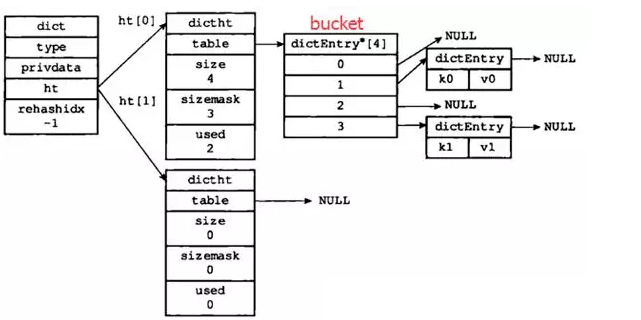 dict
type
privdata
ht
rehashidx
-1
ht[0]
ht[1]
dictht
table
size
4
sizemask
3
used
2
bucket
dictEntry*[4]
0
1
2
3
NULL
dictEntry
k0 v0
NULL
NULL
dictEntry
k1 v1
NULL
dictht
table
size
0
sizemask
0
used
0
NULL